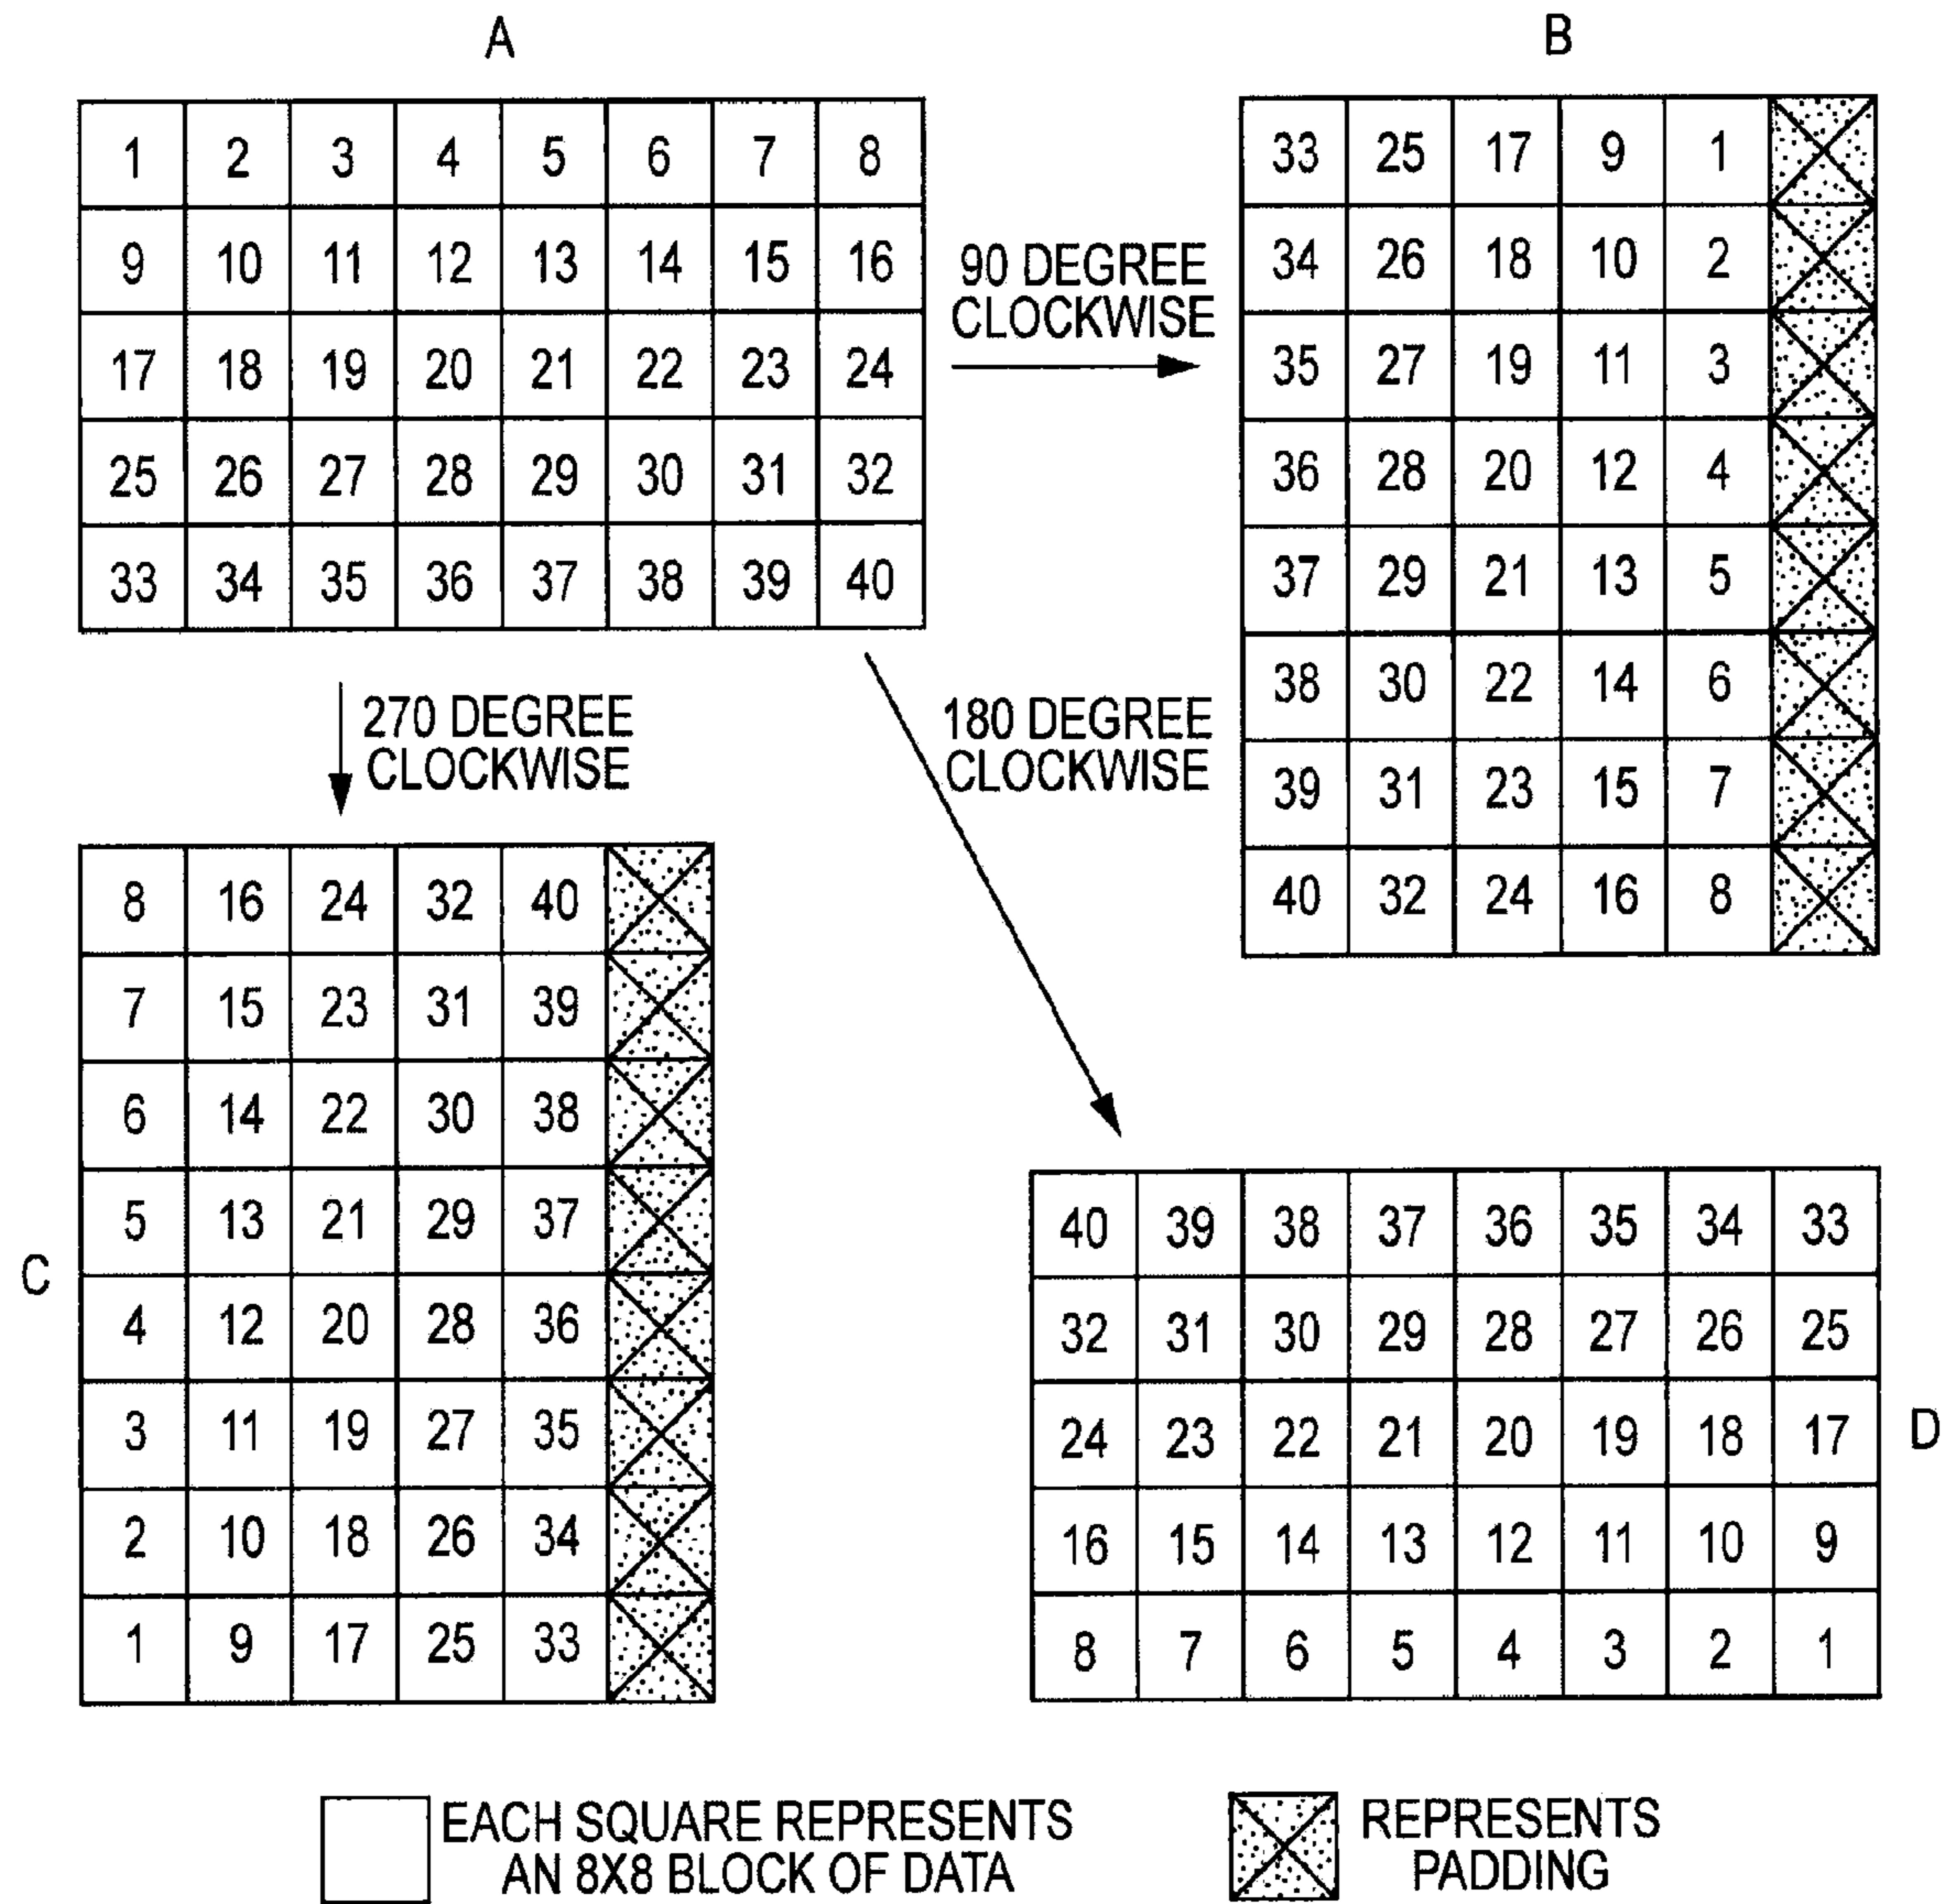 A
1 2 3 4 5 6 7 8
9 10 11 12 13 14 15 16
17 18 19 20 21 22 23 24
25 26 27 28 29 30 31 32
33 34 35 36 37 38 39 40
90 DEGREE
CLOCKWISE
B
33 25 17 9 1
34 26 18 10 2
35 27 19 11 3
36 28 20 12 4
37 29 21 13 5
38 30 22 14 6
39 31 23 15 7
40 32 24 16 8
270 DEGREE
CLOCKWISE
180 DEGREE
CLOCKWISE
C
8 16 24 32 40
7 15 23 31 39
6 14 22 30 38
5 13 21 29 37
4 12 20 28 36
3 11 19 27 35
2 10 18 26 34
1 9 17 25 33
40 39 38 37 36 35 34 33
32 31 30 29 28 27 26 25
24 23 22 21 20 19 18 17
16 15 14 13 12 11 10 9
8 7 6 5 4 3 2 1
D
EACH SQUARE REPRESENTS
AN 8X8 BLOCK OF DATA
REPRESENTS
PADDING